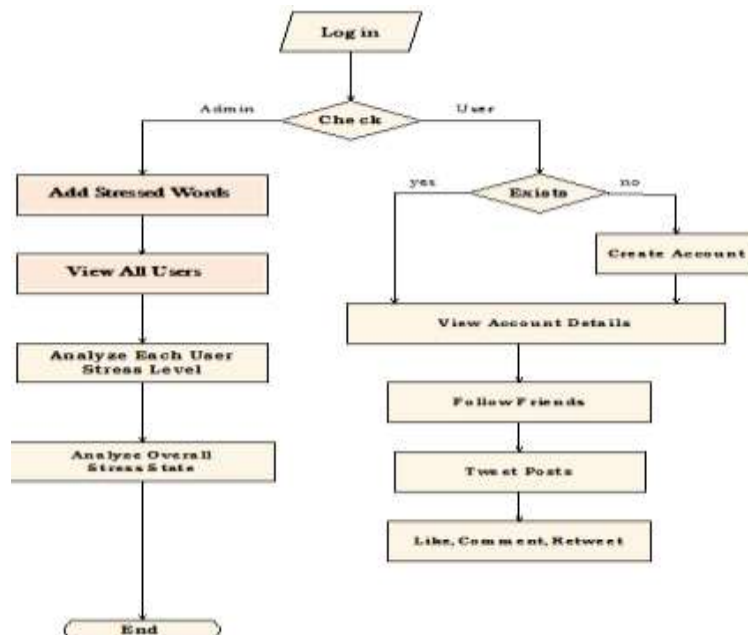 Log in
Admin
Check
User
Add Stressed Words
yes
Exists
no
View All Users
Create Account
View Account Details
Analyze Each User
Stress Level
Follow Friends
Analyze Overall
Stress State
Tweet Posts
Like, Comment, Retweet
End